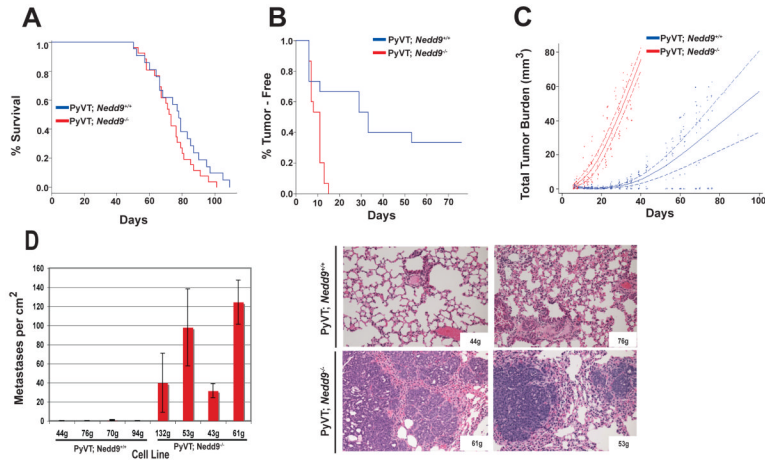 A
B
C
PyVT; Nedd9+/+
PyVT; Nedd9-/-
% Survival
1.0
0.8
0.6
0.4
0.2
0.0
0 20 40 60 80 100
Days
PyVT; Nedd9+/+
PyVT; Nedd9-/-
% Tumor - Free
1.0
0.8
0.6
0.4
0.2
0.0
0 10 20 30 40 50 60 70
Days
PyVT; Nedd9+/+
PyVT; Nedd9-/-
Total Tumor Burden (mm3)
80
60
40
20
0
0 20 40 60 80 100
Days
D
Metastases per cm2
160
140
120
100
80
60
40
20
0
44g 76g 70g 94g 132g 53g 43g 61g
PyVT; Nedd9+/+ PyVT; Nedd9-/-
Cell Line
PyVT; Nedd9+/+
44g
76g
PyVT; Nedd9-/-
61g
53g